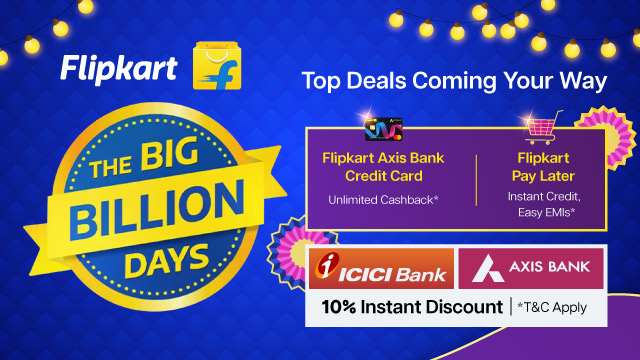 Flipkart
THE BIG
BILLION
DAYS
Top Deals Coming Your Way
Flipkart Axis Bank
Credit Card
Unlimited Cashback*
Flipkart
Pay Later
Instant Credit,
Easy EMIs*
ICICI Bank
AXIS BANK
10% Instant Discount | *T&C Apply